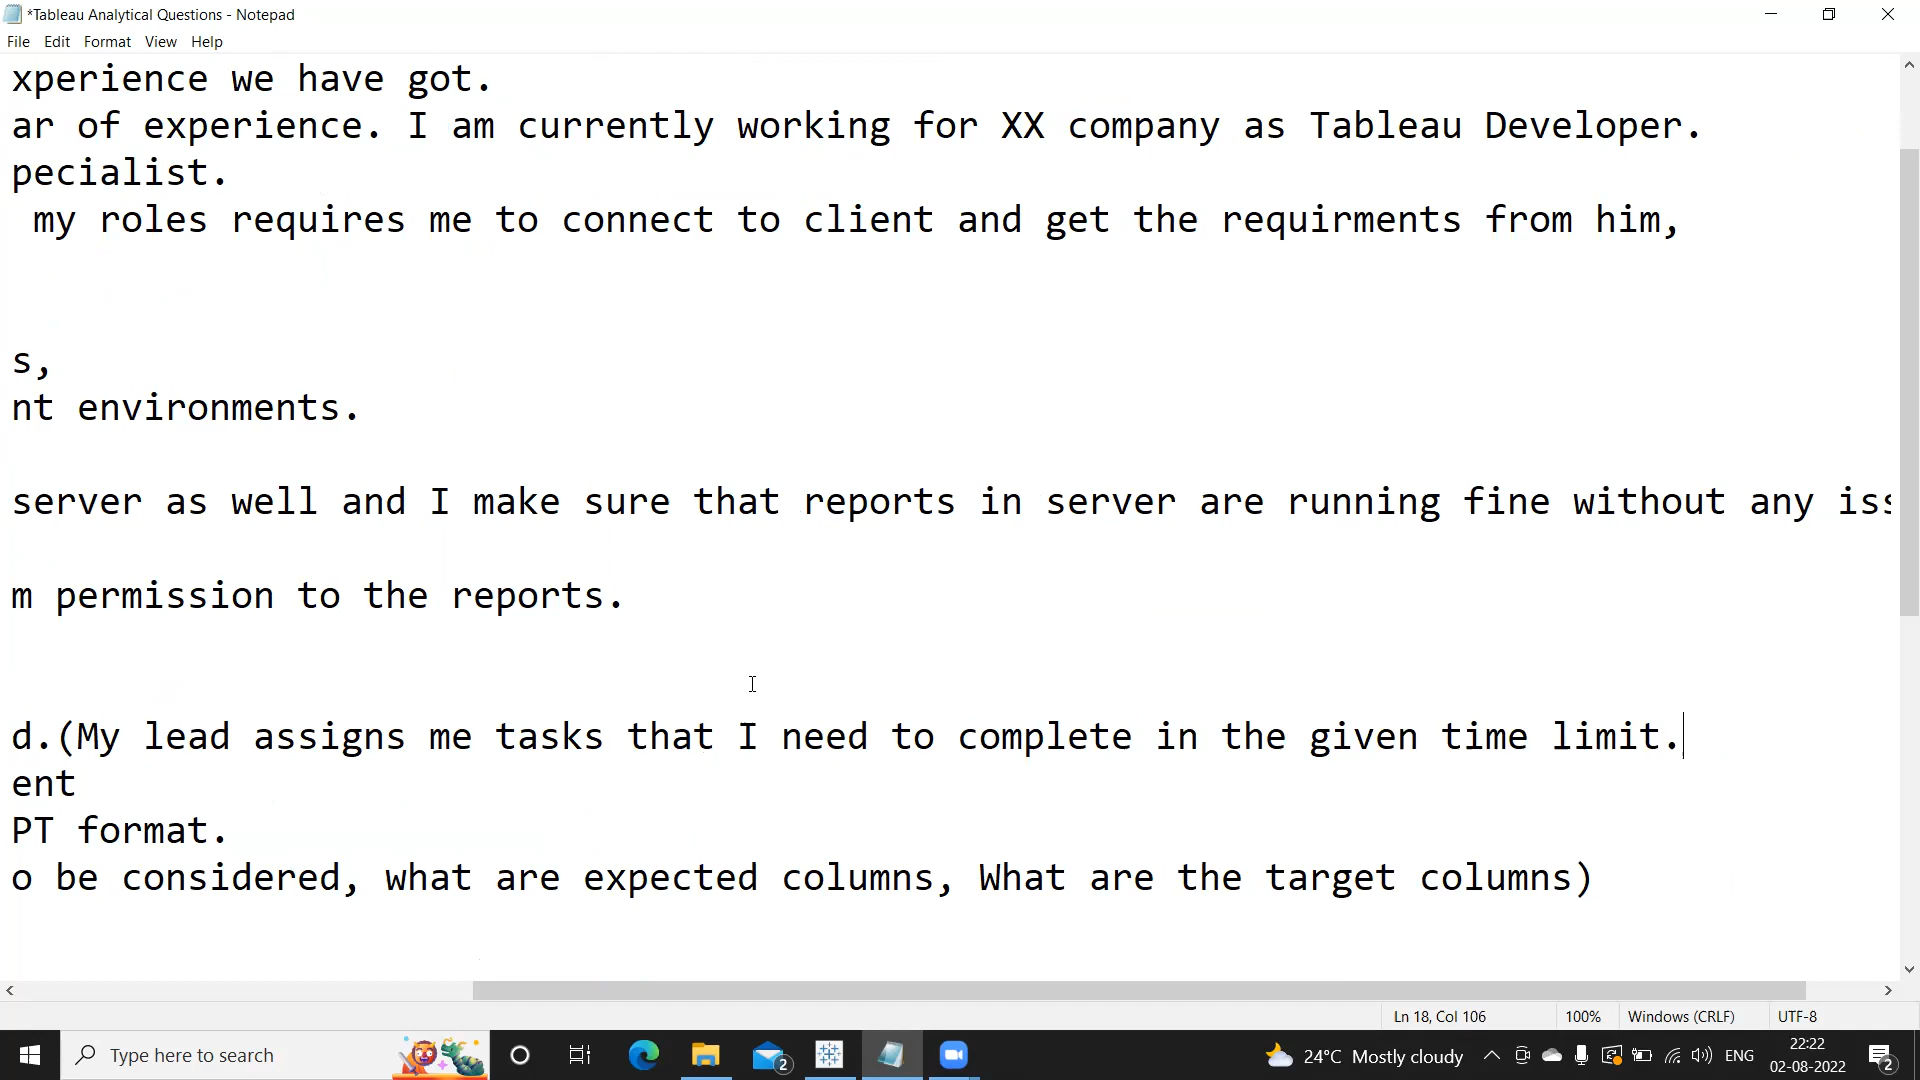 *Tableau Analytical Questions - Notepad
File Edit Format View Help
xperience we have got.
ar of experience. I am currently working for XX company as Tableau Developer.
pecialist.
my roles requires me to connect to client and get the requirments from him,
s,
nt environments.
server as well and I make sure that reports in server are running fine without any iss
m permission to the reports.
d.(My lead assigns me tasks that I need to complete in the given time limit.
ent
PT format.
o be considered, what are expected columns, What are the target columns)
Ln 18, Col 106 100% Windows (CRLF) UTF-8
Type here to search 2 24°C Mostly cloudy ENG 22:22 02-08-2022 2